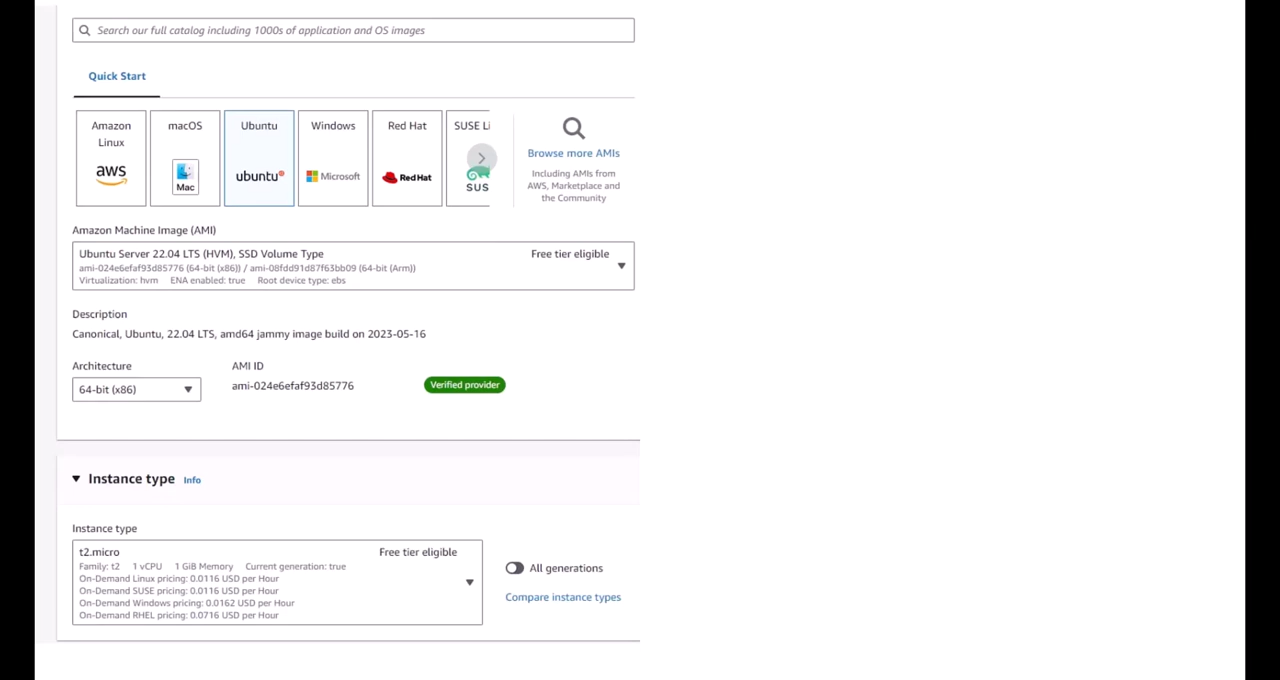 Search our full catalog including 1000s of application and OS images
Quick Start
Amazon Linux
aws
macOS
Mac
Ubuntu
ubuntu
Windows
Microsoft
Red Hat
Red Hat
SUSE Li
SUS
Browse more AMIs
Including AMIs from
AWS, Marketplace and
the Community
Amazon Machine Image (AMI)
Ubuntu Server 22.04 LTS (HVM), SSD Volume Type Free tier eligible
ami-024e6efaf93d85776 (64-bit (x86)) / ami-08fdd91d87f63bb09 (64-bit (Arm))
Virtualization: hvm ENA enabled: true Root device type: ebs
Description
Canonical, Ubuntu, 22.04 LTS, amd64 jammy image build on 2023-05-16
Architecture AMI ID
64-bit (x86) ami-024e6efaf93d85776 Verified provider
Instance type Info
Instance type
t2.micro Free tier eligible
Family: t2 1 vCPU 1 GiB Memory Current generation: true
On-Demand Linux pricing: 0.0116 USD per Hour
On-Demand SUSE pricing: 0.0116 USD per Hour
On-Demand Windows pricing: 0.0162 USD per Hour
On-Demand RHEL pricing: 0.0716 USD per Hour
All generations
Compare instance types